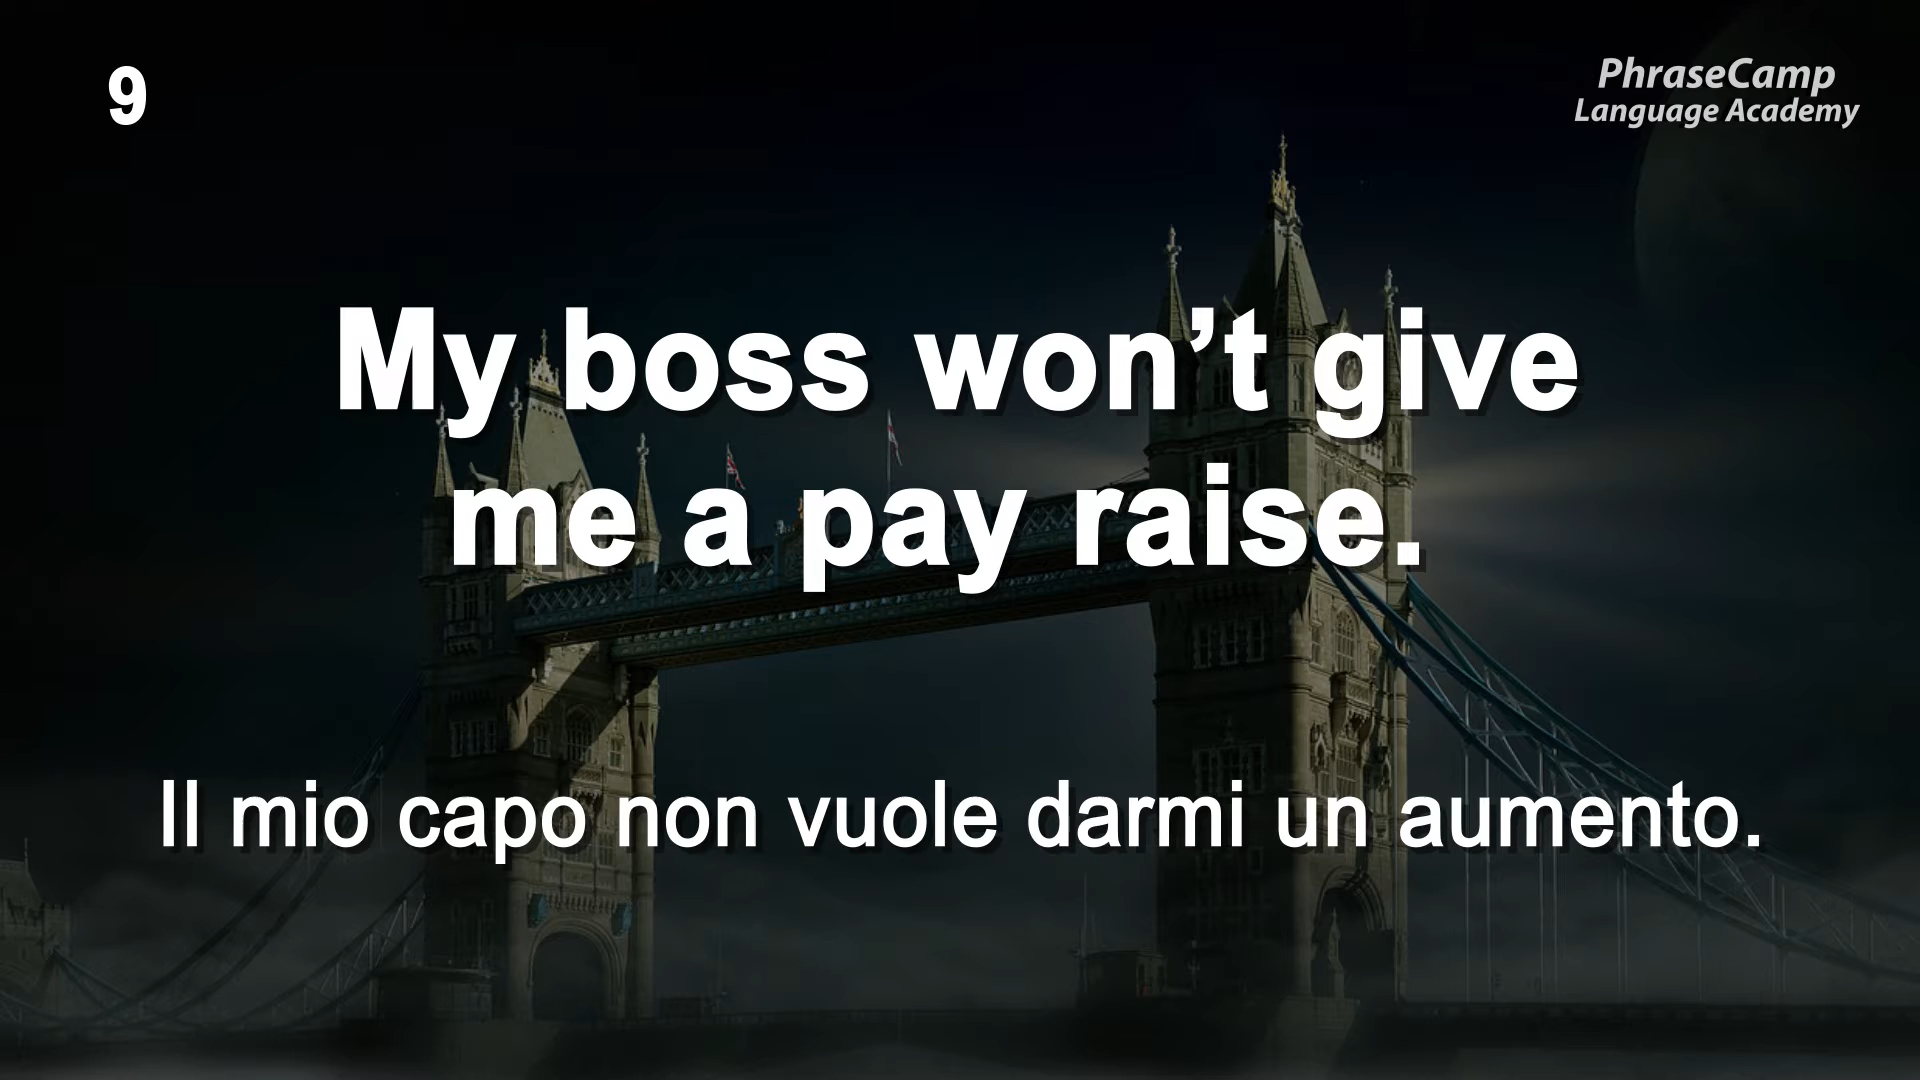 9
PhraseCamp
Language Academy
My boss won’t give
me a pay raise.
Il mio capo non vuole darmi un aumento.